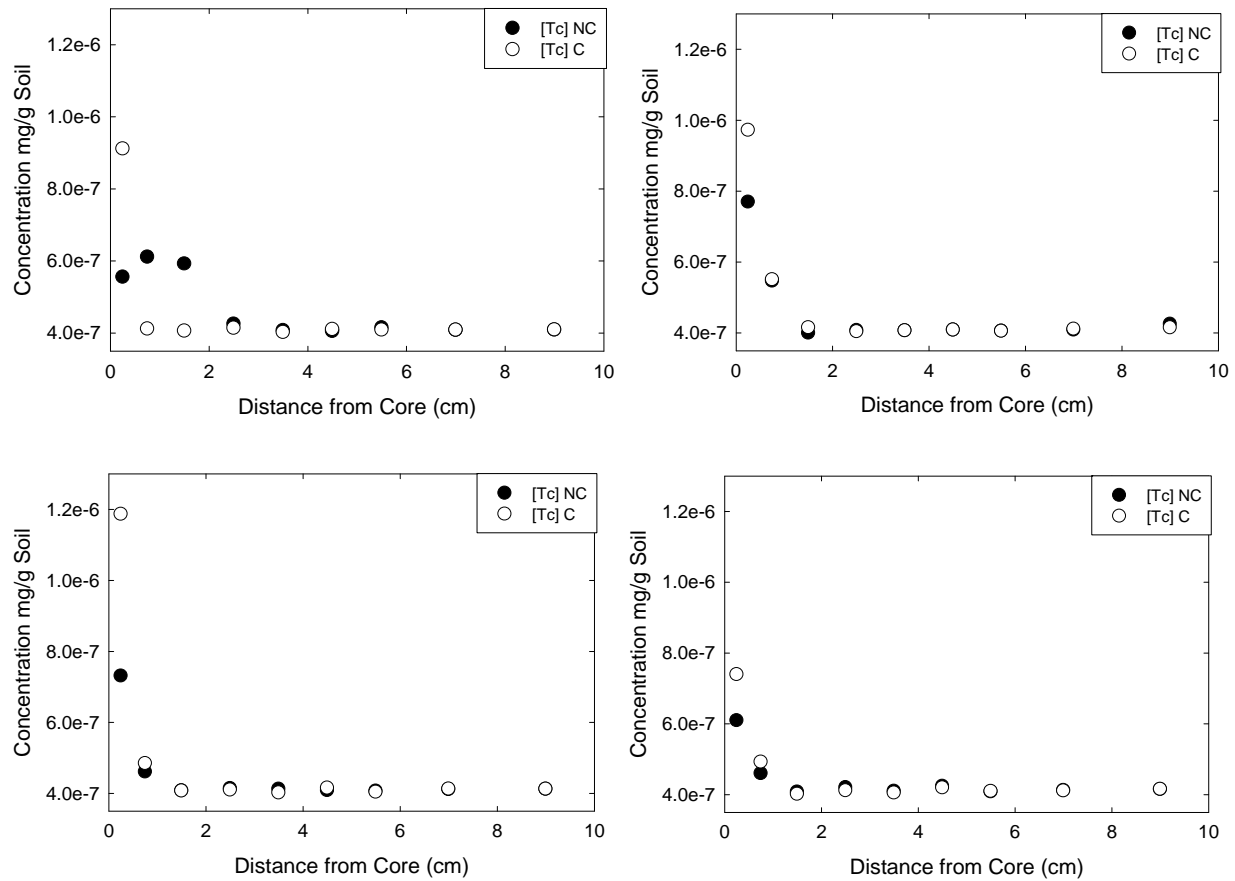 [Tc] NC
[Tc] C
1.2e-6
1.0e-6
8.0e-7
6.0e-7
4.0e-7
Concentration mg/g Soil
0 2 4 6 8 10
Distance from Core (cm)
[Tc] NC
[Tc] C
1.2e-6
1.0e-6
8.0e-7
6.0e-7
4.0e-7
Concentration mg/g Soil
0 2 4 6 8 10
Distance from Core (cm)
[Tc] NC
[Tc] C
1.2e-6
1.0e-6
8.0e-7
6.0e-7
4.0e-7
Concentration mg/g Soil
0 2 4 6 8 10
Distance from Core (cm)
[Tc] NC
[Tc] C
1.2e-6
1.0e-6
8.0e-7
6.0e-7
4.0e-7
Concentration mg/g Soil
0 2 4 6 8 10
Distance from Core (cm)